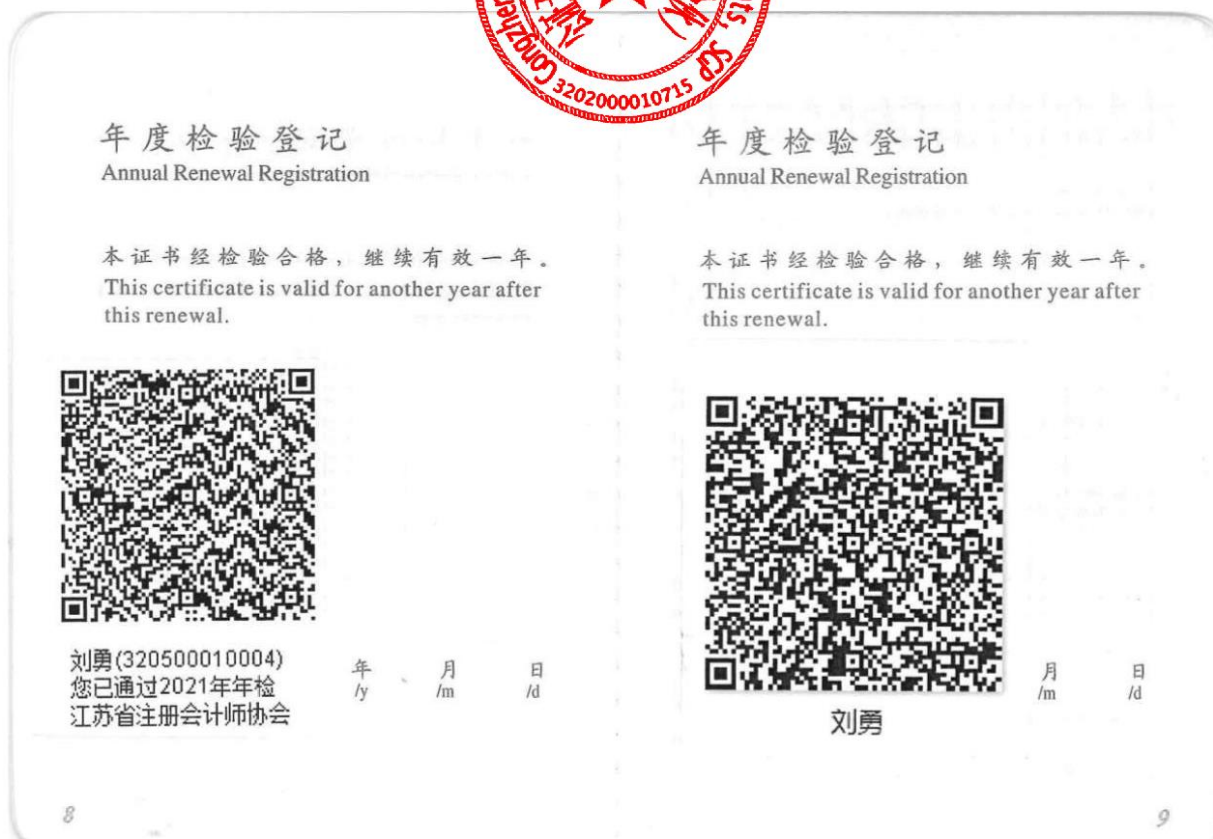 Gongzhen
ts, SGP
3202000010715
年度检验登记
Annual Renewal Registration
本证书经检验合格，继续有效一年。
This certificate is valid for another year after
this renewal.
刘勇(320500010004)
您已通过2021年年检
江苏省注册会计师协会
年 月 日
/y /m /d
8
年度检验登记
Annual Renewal Registration
本证书经检验合格，继续有效一年。
This certificate is valid for another year after
this renewal.
月 日
/m /d
刘勇
9